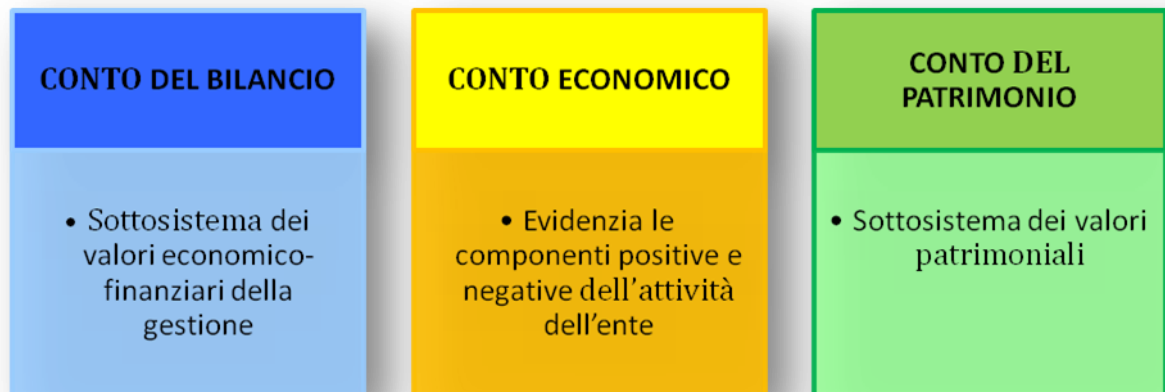 CONTO DEL BILANCIO
• Sottosistema dei
valori economico-
finanziari della
gestione
CONTO ECONOMICO
• Evidenzia le
componenti positive e
negative dell'attività
dell'ente
CONTO DEL
PATRIMONIO
• Sottosistema dei valori
patrimoniali